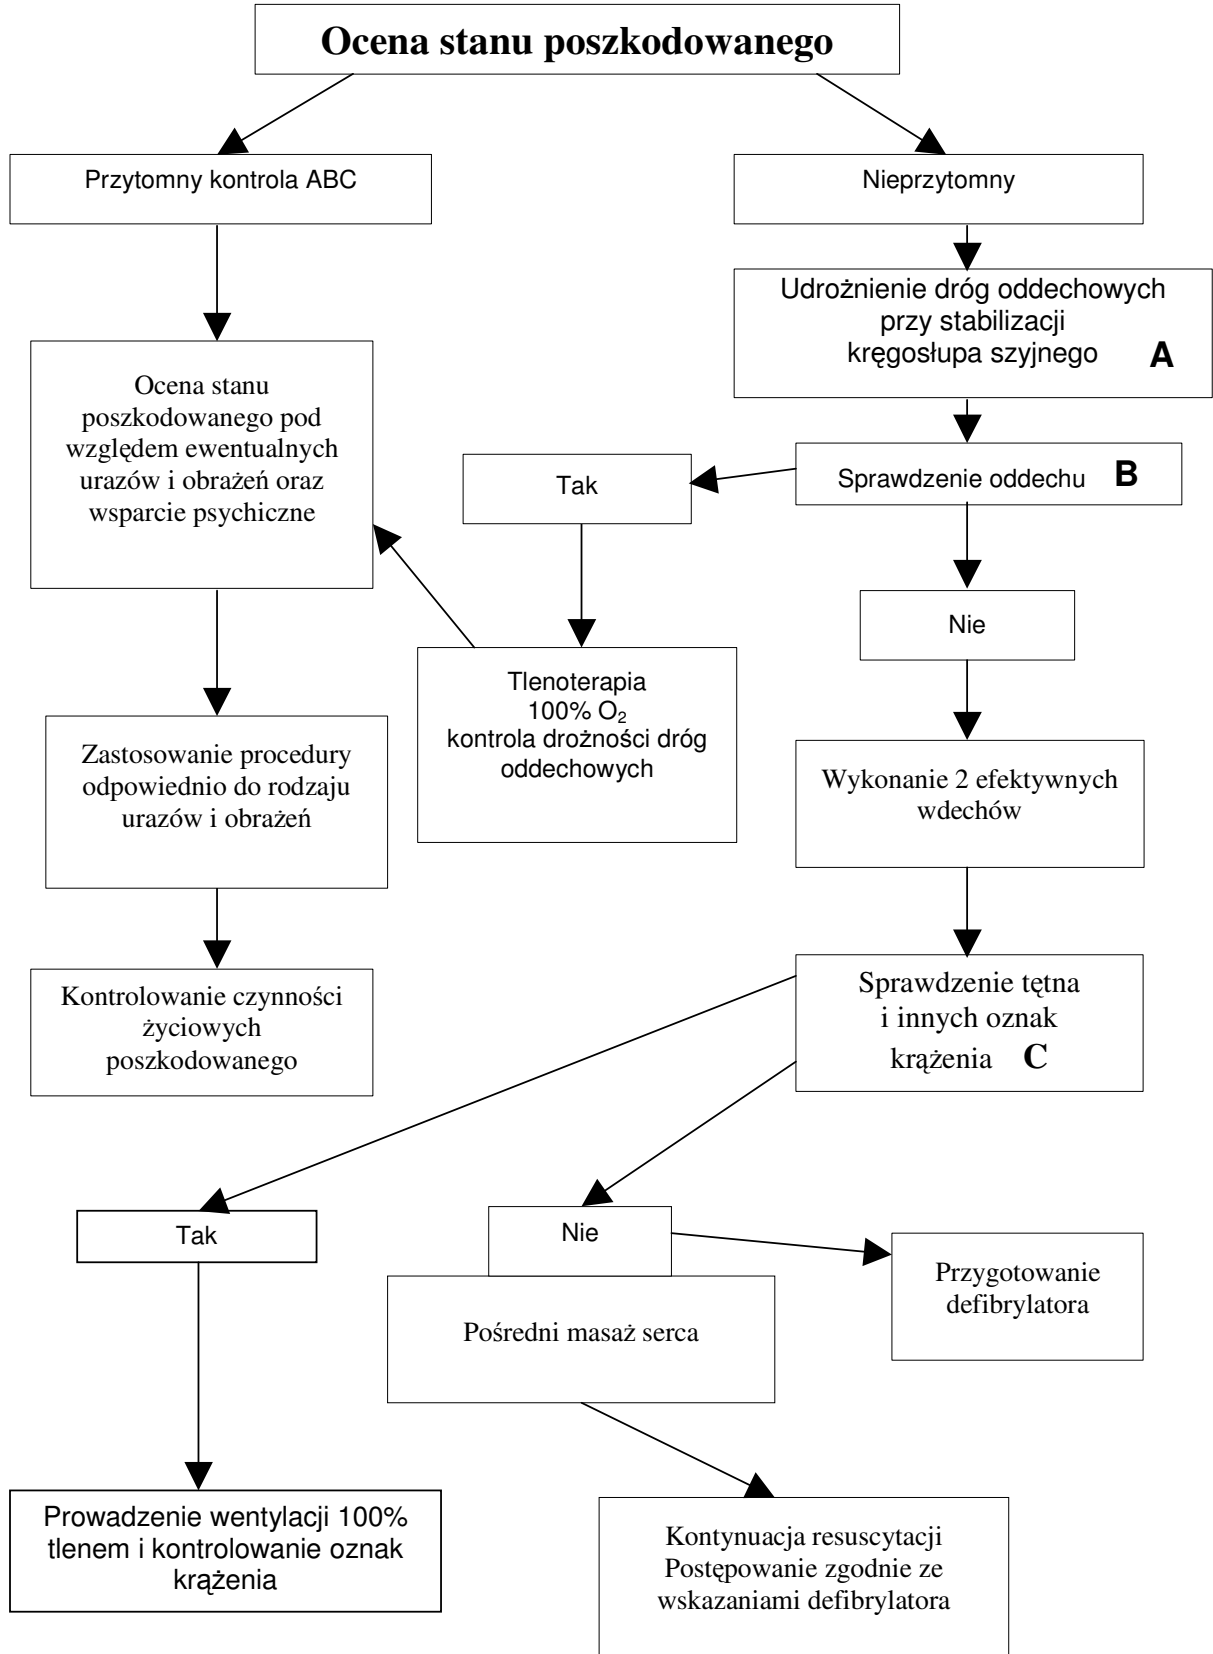 Ocena stanu poszkodowanego
Przytomny kontrola ABC
Nieprzytomny
Udrożnienie dróg oddechowych
przy stabilizacji
kręgosłupa szyjnego A
Ocena stanu
poszkodowanego pod
względem ewentualnych
urazów i obrażeń oraz
wsparcie psychiczne
Tak
Sprawdzenie oddechu B
Nie
Tlenoterapia
100% O₂
kontrola drożności dróg
oddechowych
Zastosowanie procedury
odpowiednio do rodzaju
urazów i obrażeń
Wykonanie 2 efektywnych
wdechów
Kontrolowanie czynności
życiowych
poszkodowanego
Sprawdzenie tętna
i innych oznak
krążenia C
Tak
Nie
Przygotowanie
defibrylatora
Pośredni masaż serca
Prowadzenie wentylacji 100%
tlenem i kontrolowanie oznak
krążenia
Kontynuacja resuscytacji
Postępowanie zgodnie ze
wskazaniami defibrylatora